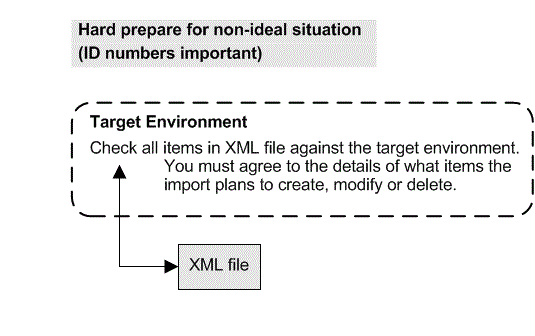 Hard prepare for non-ideal situation
(ID numbers important)
Target Environment
Check all items in XML file against the target environment.
You must agree to the details of what items the
import plans to create, modify or delete.
XML file